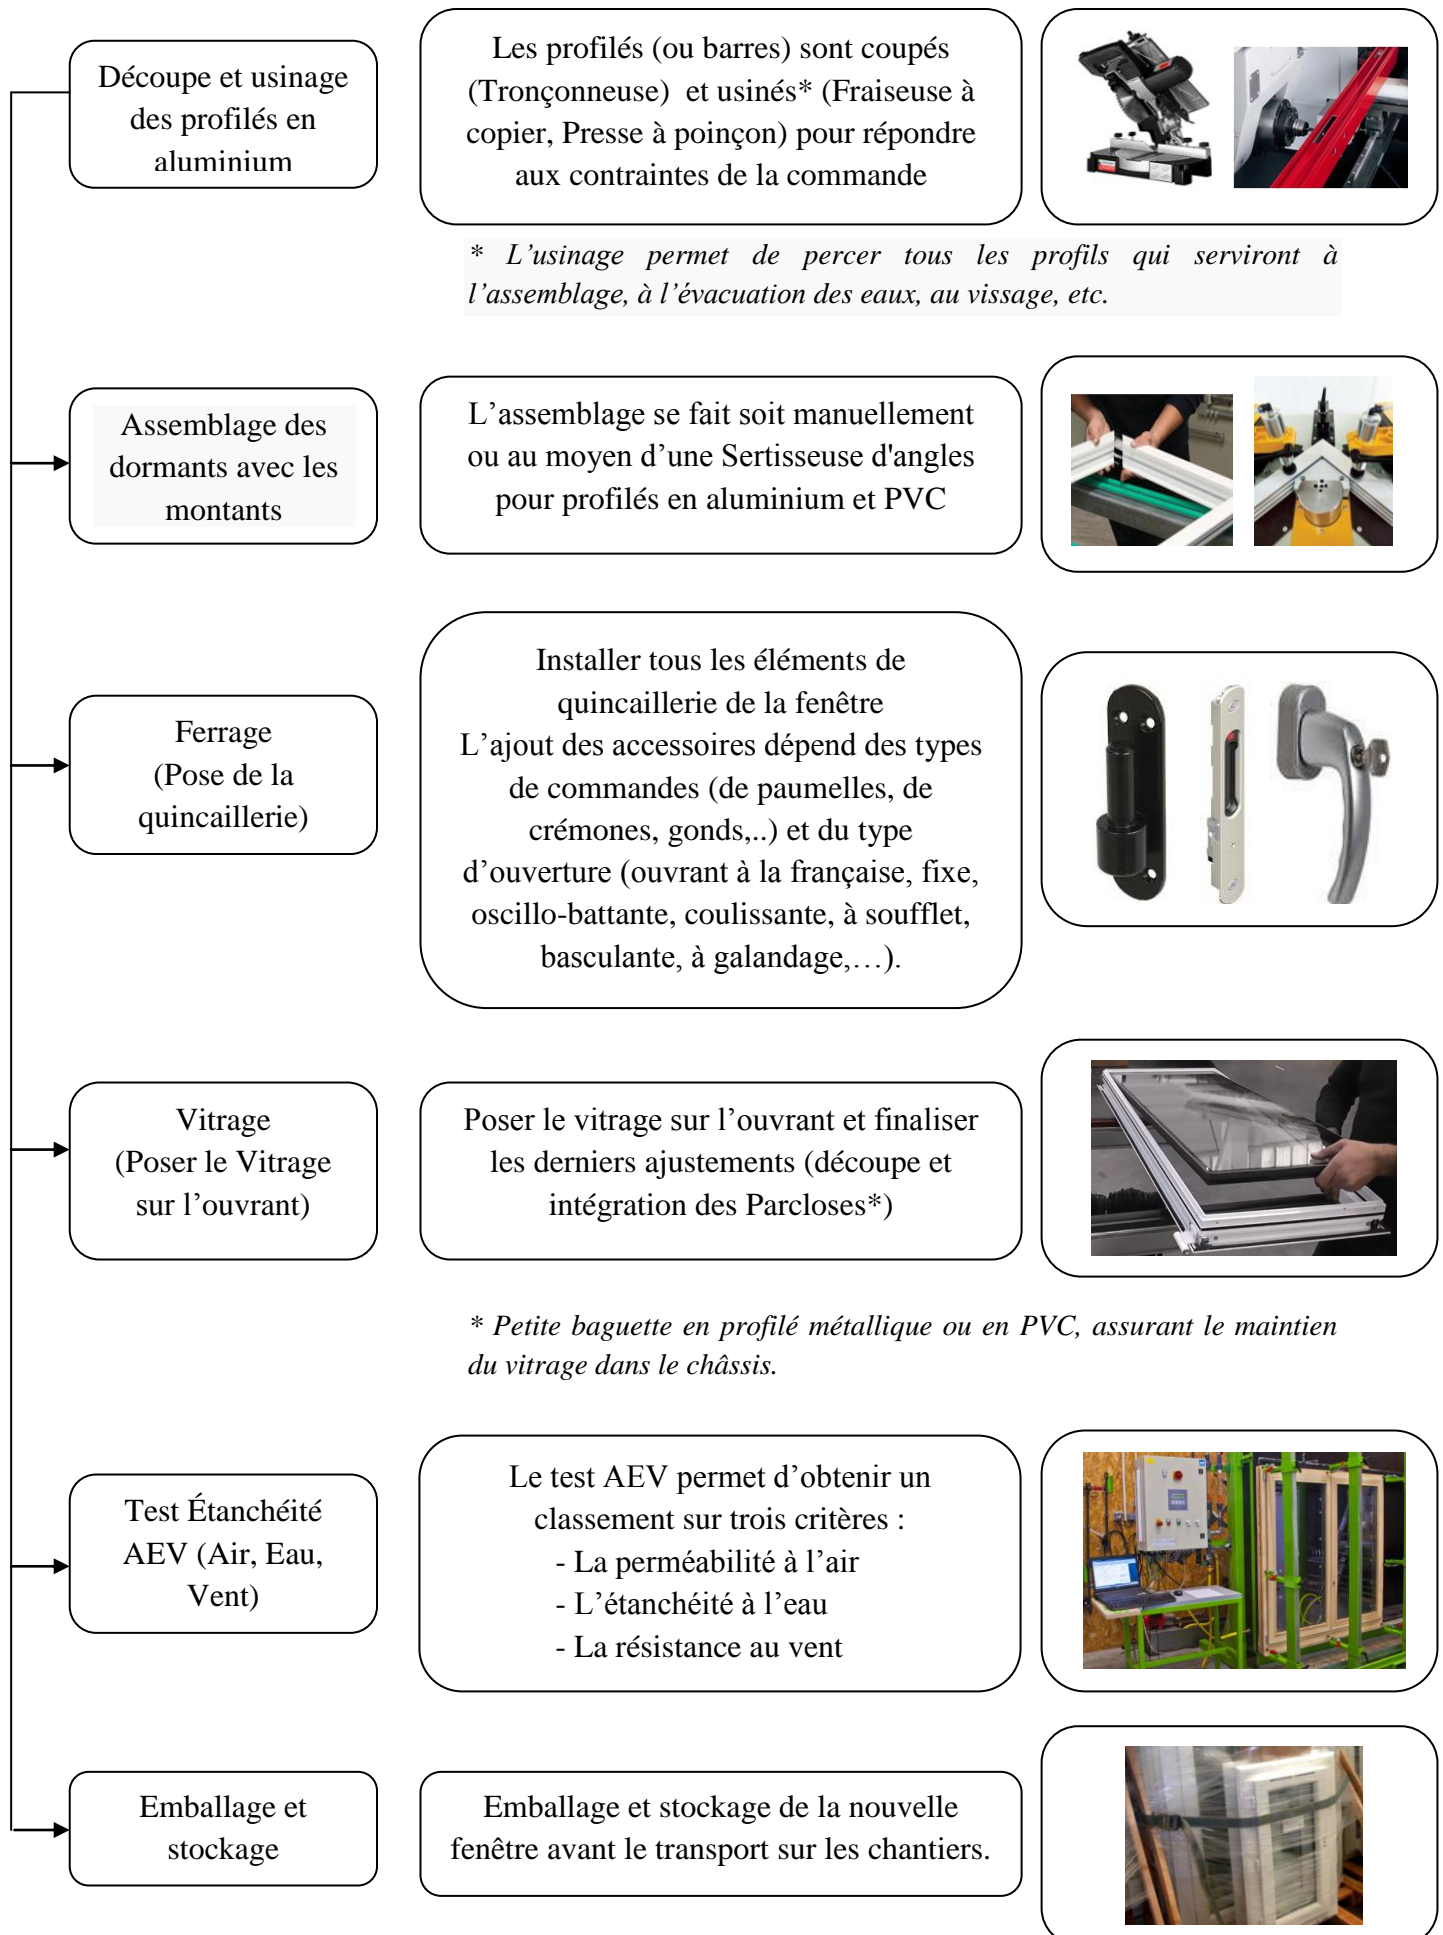 Découpe et usinage
des profilés en
aluminium
Les profilés (ou barres) sont coupés
(Tronçonneuse) et usinés* (Fraiseuse à
copier, Presse à poinçon) pour répondre
aux contraintes de la commande
* L’usinage permet de percer tous les profils qui serviront à
l’assemblage, à l’évacuation des eaux, au vissage, etc.
Assemblage des
dormants avec les
montants
L’assemblage se fait soit manuellement
ou au moyen d’une Sertisseuse d'angles
pour profilés en aluminium et PVC
Ferrage
(Pose de la
quincaillerie)
Installer tous les éléments de
quincaillerie de la fenêtre
L’ajout des accessoires dépend des types
de commandes (de paumelles, de
crémones, gonds,..) et du type
d’ouverture (ouvrant à la française, fixe,
oscillo-battante, coulissante, à soufflet,
basculante, à galandage,…).
Vitrage
(Poser le Vitrage
sur l’ouvrant)
Poser le vitrage sur l’ouvrant et finaliser
les derniers ajustements (découpe et
intégration des Parcloses*)
* Petite baguette en profilé métallique ou en PVC, assurant le maintien
du vitrage dans le châssis.
Test Étanchéité
AEV (Air, Eau,
Vent)
Le test AEV permet d’obtenir un
classement sur trois critères :
- La perméabilité à l’air
- L’étanchéité à l’eau
- La résistance au vent
Emballage et
stockage
Emballage et stockage de la nouvelle
fenêtre avant le transport sur les chantiers.